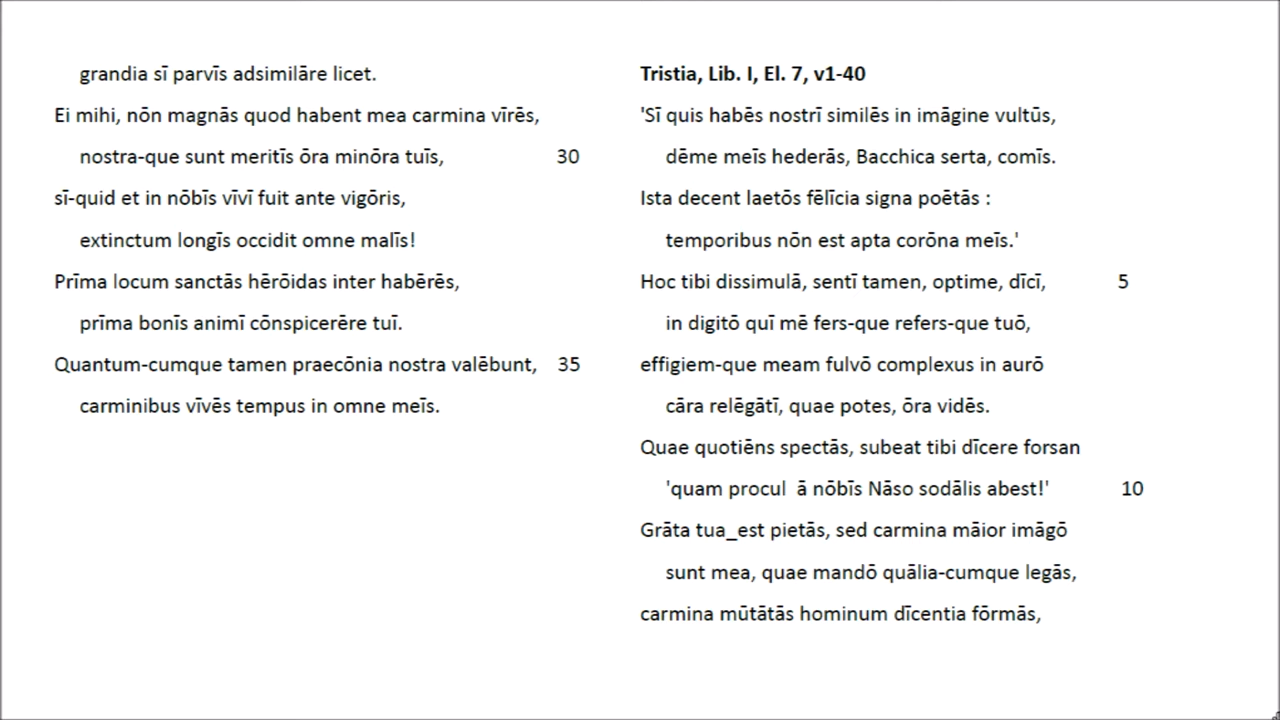 grandia sī parvīs adsimilāre licet.
Ei mihi, nōn magnās quod habent mea carmina vīrēs,
nostra-que sunt meritīs ōra minōra tuīs, 30
sī-quid et in nōbīs vīvī fuit ante vigōris,
extinctum longīs occidit omne malīs!
Prīma locum sanctās hērōidas inter habērēs,
prīma bonīs animī cōnspicerēre tuī.
Quantum-cumque tamen praecōnia nostra valēbunt, 35
carminibus vīvēs tempus in omne meīs.
Tristia, Lib. I, El. 7, v1-40
'Sī quis habēs nostrī similēs in imāgine vultūs,
dēme meīs hederās, Bacchica serta, comīs.
Ista decent laetōs fēlīcia signa poētās :
temporibus nōn est apta corōna meīs.'
Hoc tibi dissimulā, sentī tamen, optime, dīcī, 5
in digitō quī mē fers-que refers-que tuō,
effigiem-que meam fulvō complexus in aurō
cāra relēgātī, quae potes, ōra vidēs.
Quae quotiēns spectās, subeat tibi dīcere forsan
'quam procul ā nōbīs Nāso sodālis abest!' 10
Grāta tua_est pietās, sed carmina māior imāgō
sunt mea, quae mandō quālia-cumque legās,
carmina mūtātās hominum dīcentia fōrmās,